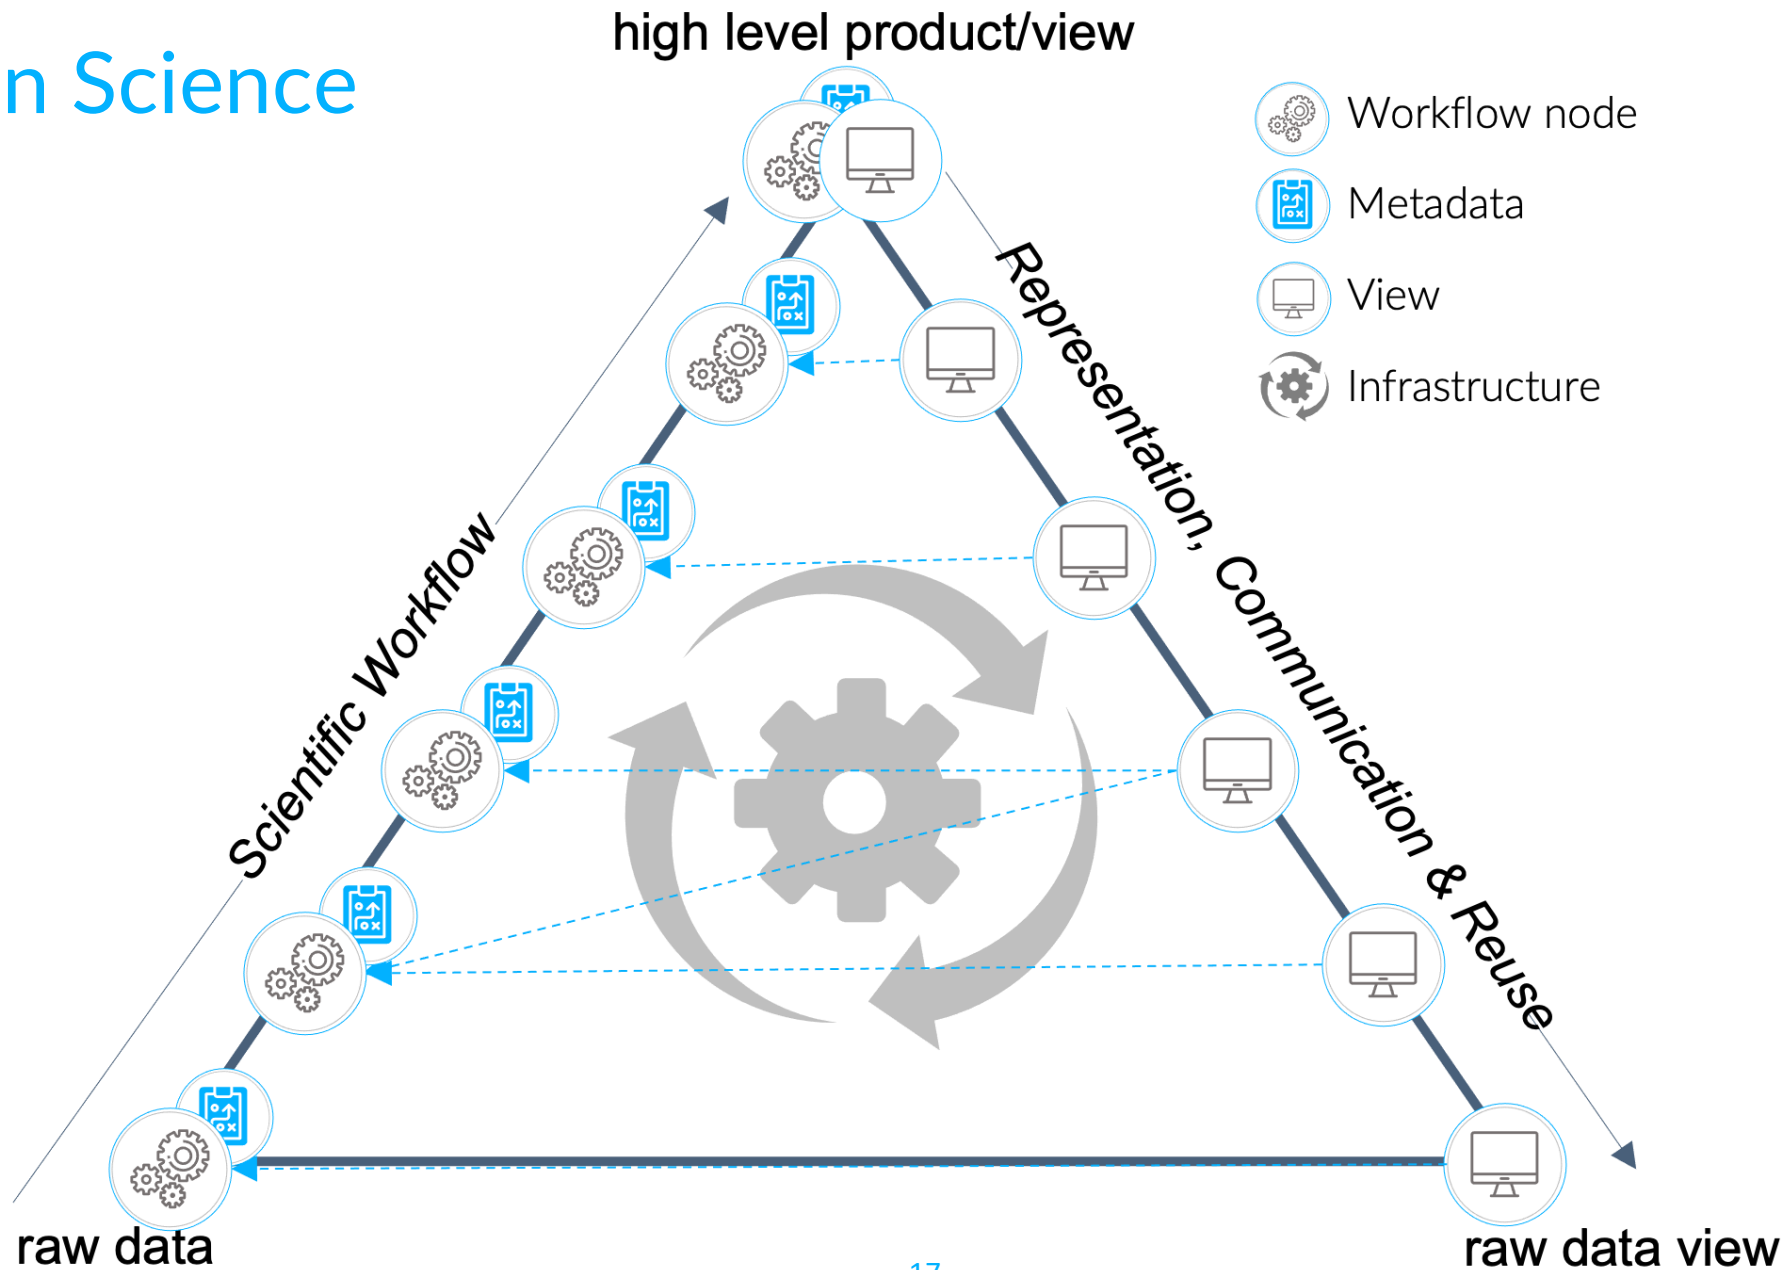 high level product/view
n Science
Workflow node
Metadata
View
Infrastructure
Scientific Workflow
Representation, Communication & Reuse
raw data
raw data view
17